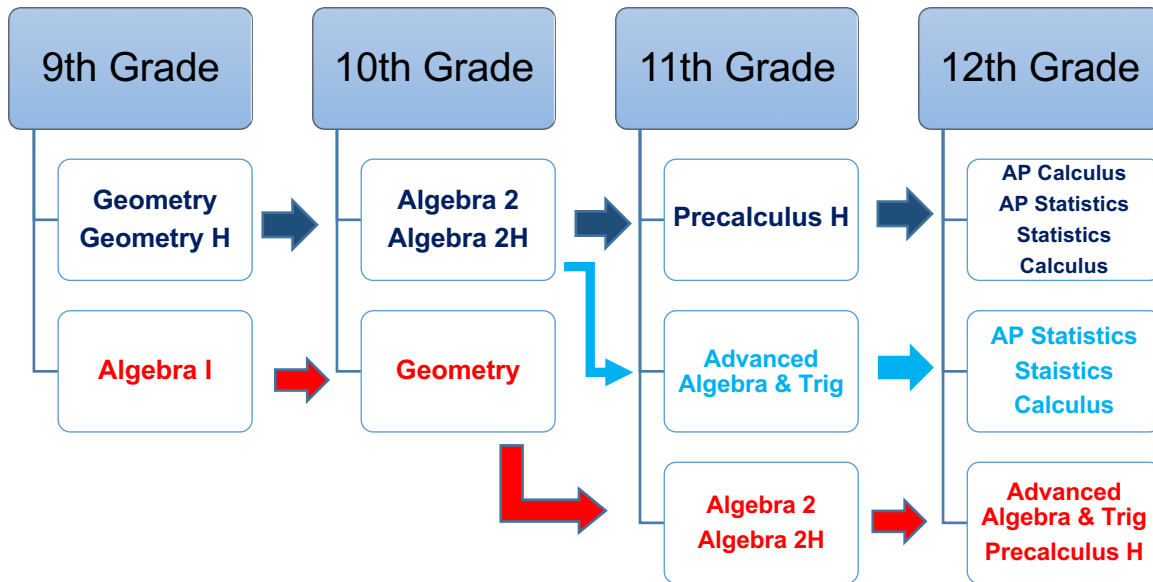 9th Grade
10th Grade
11th Grade
12th Grade
Geometry
Geometry H
Algebra 2
Algebra 2H
Precalculus H
AP Calculus
AP Statistics
Statistics
Calculus
Algebra I
Geometry
Advanced
Algebra & Trig
AP Statistics
Staistics
Calculus
Algebra 2
Algebra 2H
Advanced
Algebra & Trig
Precalculus H